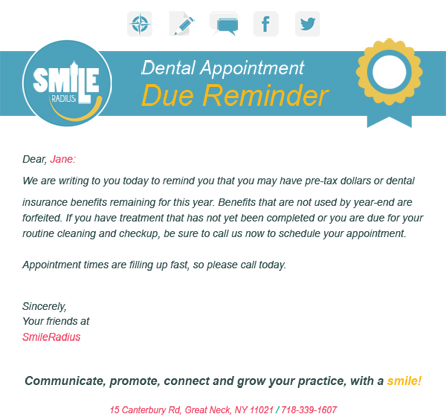 SMILE
RADIUS
Dental Appointment
Due Reminder
Dear, Jane:
We are writing to you today to remind you that you may have pre-tax dollars or dental
insurance benefits remaining for this year. Benefits that are not used by year-end are
forfeited. If you have treatment that has not yet been completed or you are due for your
routine cleaning and checkup, be sure to call us now to schedule your appointment.
Appointment times are filling up fast, so please call today.
Sincerely,
Your friends at
SmileRadius
Communicate, promote, connect and grow your practice, with a smile!
15 Canterbury Rd, Great Neck, NY 11021 / 718-339-1607